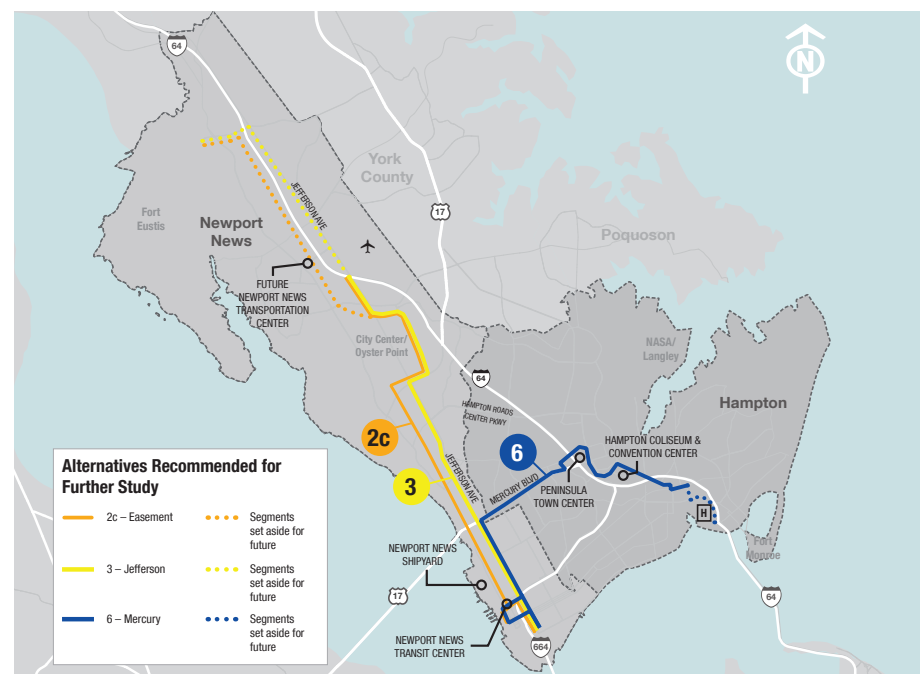 64
N
York
County
JEFFERSON AVE
17
Fort
Eustis
Newport
News
Poquoson
FUTURE
NEWPORT NEWS
TRANSPORTATION
CENTER
City Center/
Oyster Point
NASA/
Langley
64
HAMPTON ROADS
CENTER PKWY
Hampton
2c
6
HAMPTON COLISEUM &
CONVENTION CENTER
3
JEFFERSON AVE
MERCURY BLVD
PENINSULA
TOWN CENTER
H
Fort
Monroe
NEWPORT NEWS
SHIPYARD
17
64
NEWPORT NEWS
TRANSIT CENTER
664
Alternatives Recommended for
Further Study
2c – Easement
Segments
set aside for
future
3 – Jefferson
Segments
set aside for
future
6 – Mercury
Segments
set aside for
future